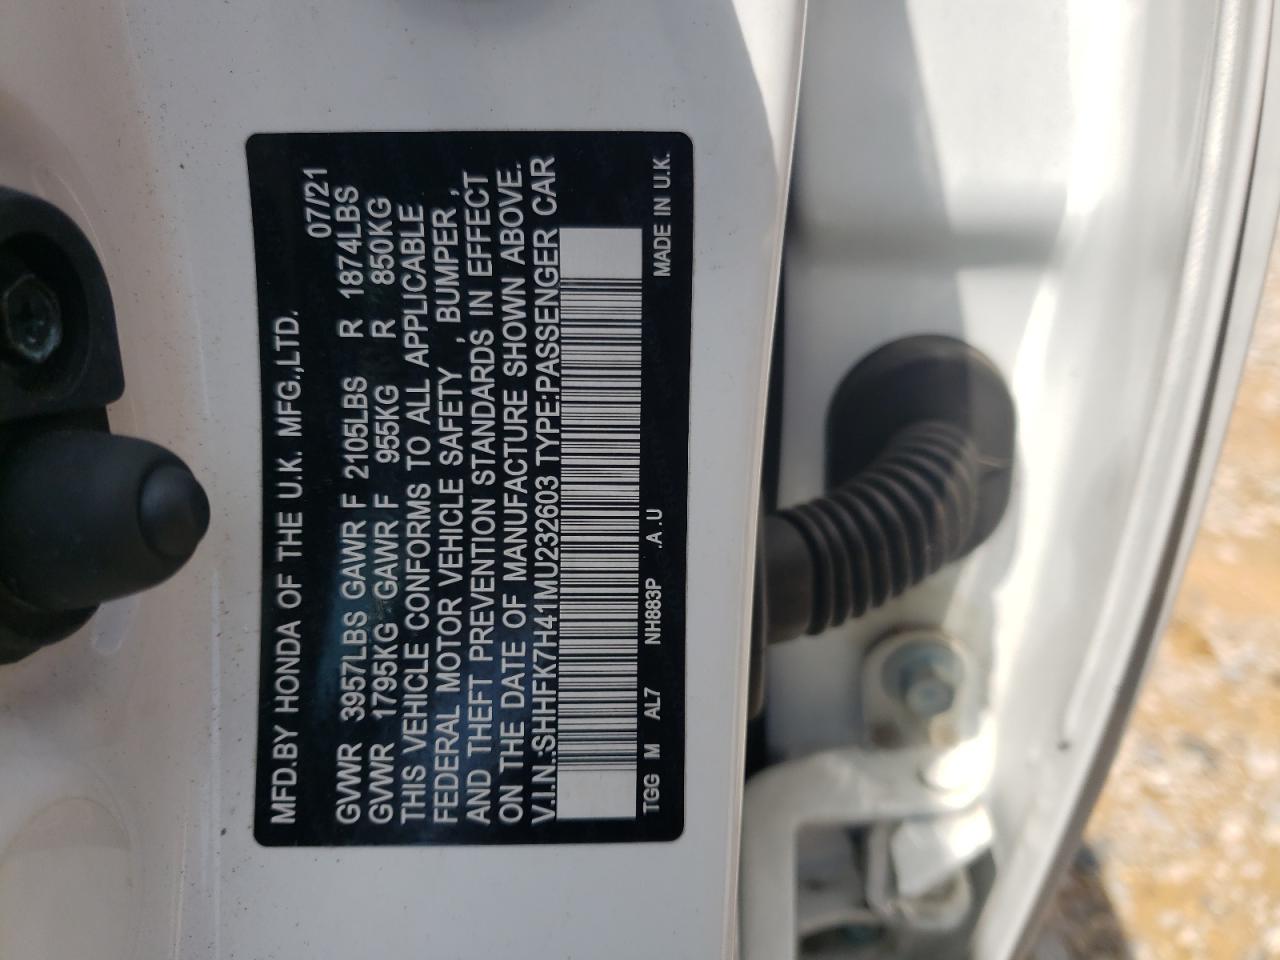 MFD.BY HONDA OF THE U.K. MFG.,LTD.
07/21
GVWR 3957LBS GAWR F 2105LBS R 1874LBS
GVWR 1795KG GAWR F 955KG R 850KG
THIS VEHICLE CONFORMS TO ALL APPLICABLE
FEDERAL MOTOR VEHICLE SAFETY , BUMPER ,
AND THEFT PREVENTION STANDARDS IN EFFECT
ON THE DATE OF MANUFACTURE SHOWN ABOVE.
V.I.N.:SHHFK7H41MU232603 TYPE:PASSENGER CAR
TGG M AL7 NH883P .A .U MADE IN U.K.